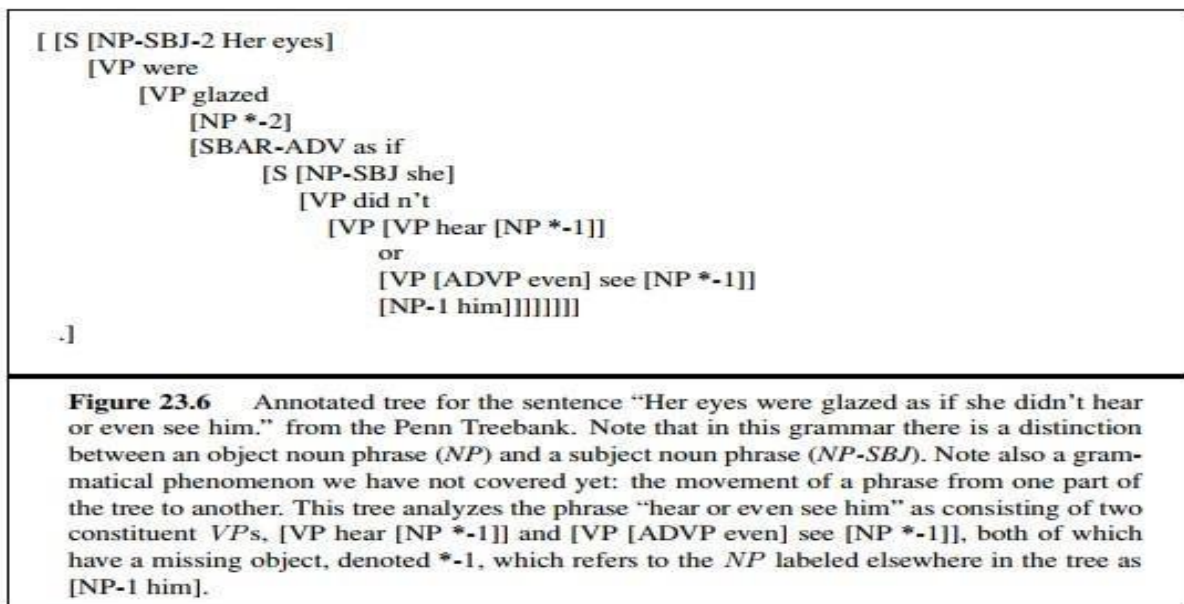 [ [S [NP-SBJ-2 Her eyes]
[VP were
[VP glazed
[NP *-2]
[SBAR-ADV as if
[S [NP-SBJ she]
[VP did n't
[VP [VP hear [NP *-1]]
or
[VP [ADVP even] see [NP *-1]]
[NP-1 him]]]]]]]]
.]
Figure 23.6 Annotated tree for the sentence “Her eyes were glazed as if she didn't hear
or even see him.” from the Penn Treebank. Note that in this grammar there is a distinction
between an object noun phrase (NP) and a subject noun phrase (NP-SBJ). Note also a gram-
matical phenomenon we have not covered yet: the movement of a phrase from one part of
the tree to another. This tree analyzes the phrase “hear or even see him” as consisting of two
constituent VPs, [VP hear [NP *-1]] and [VP [ADVP even] see [NP *-1]], both of which
have a missing object, denoted *-1, which refers to the NP labeled elsewhere in the tree as
[NP-1 him].